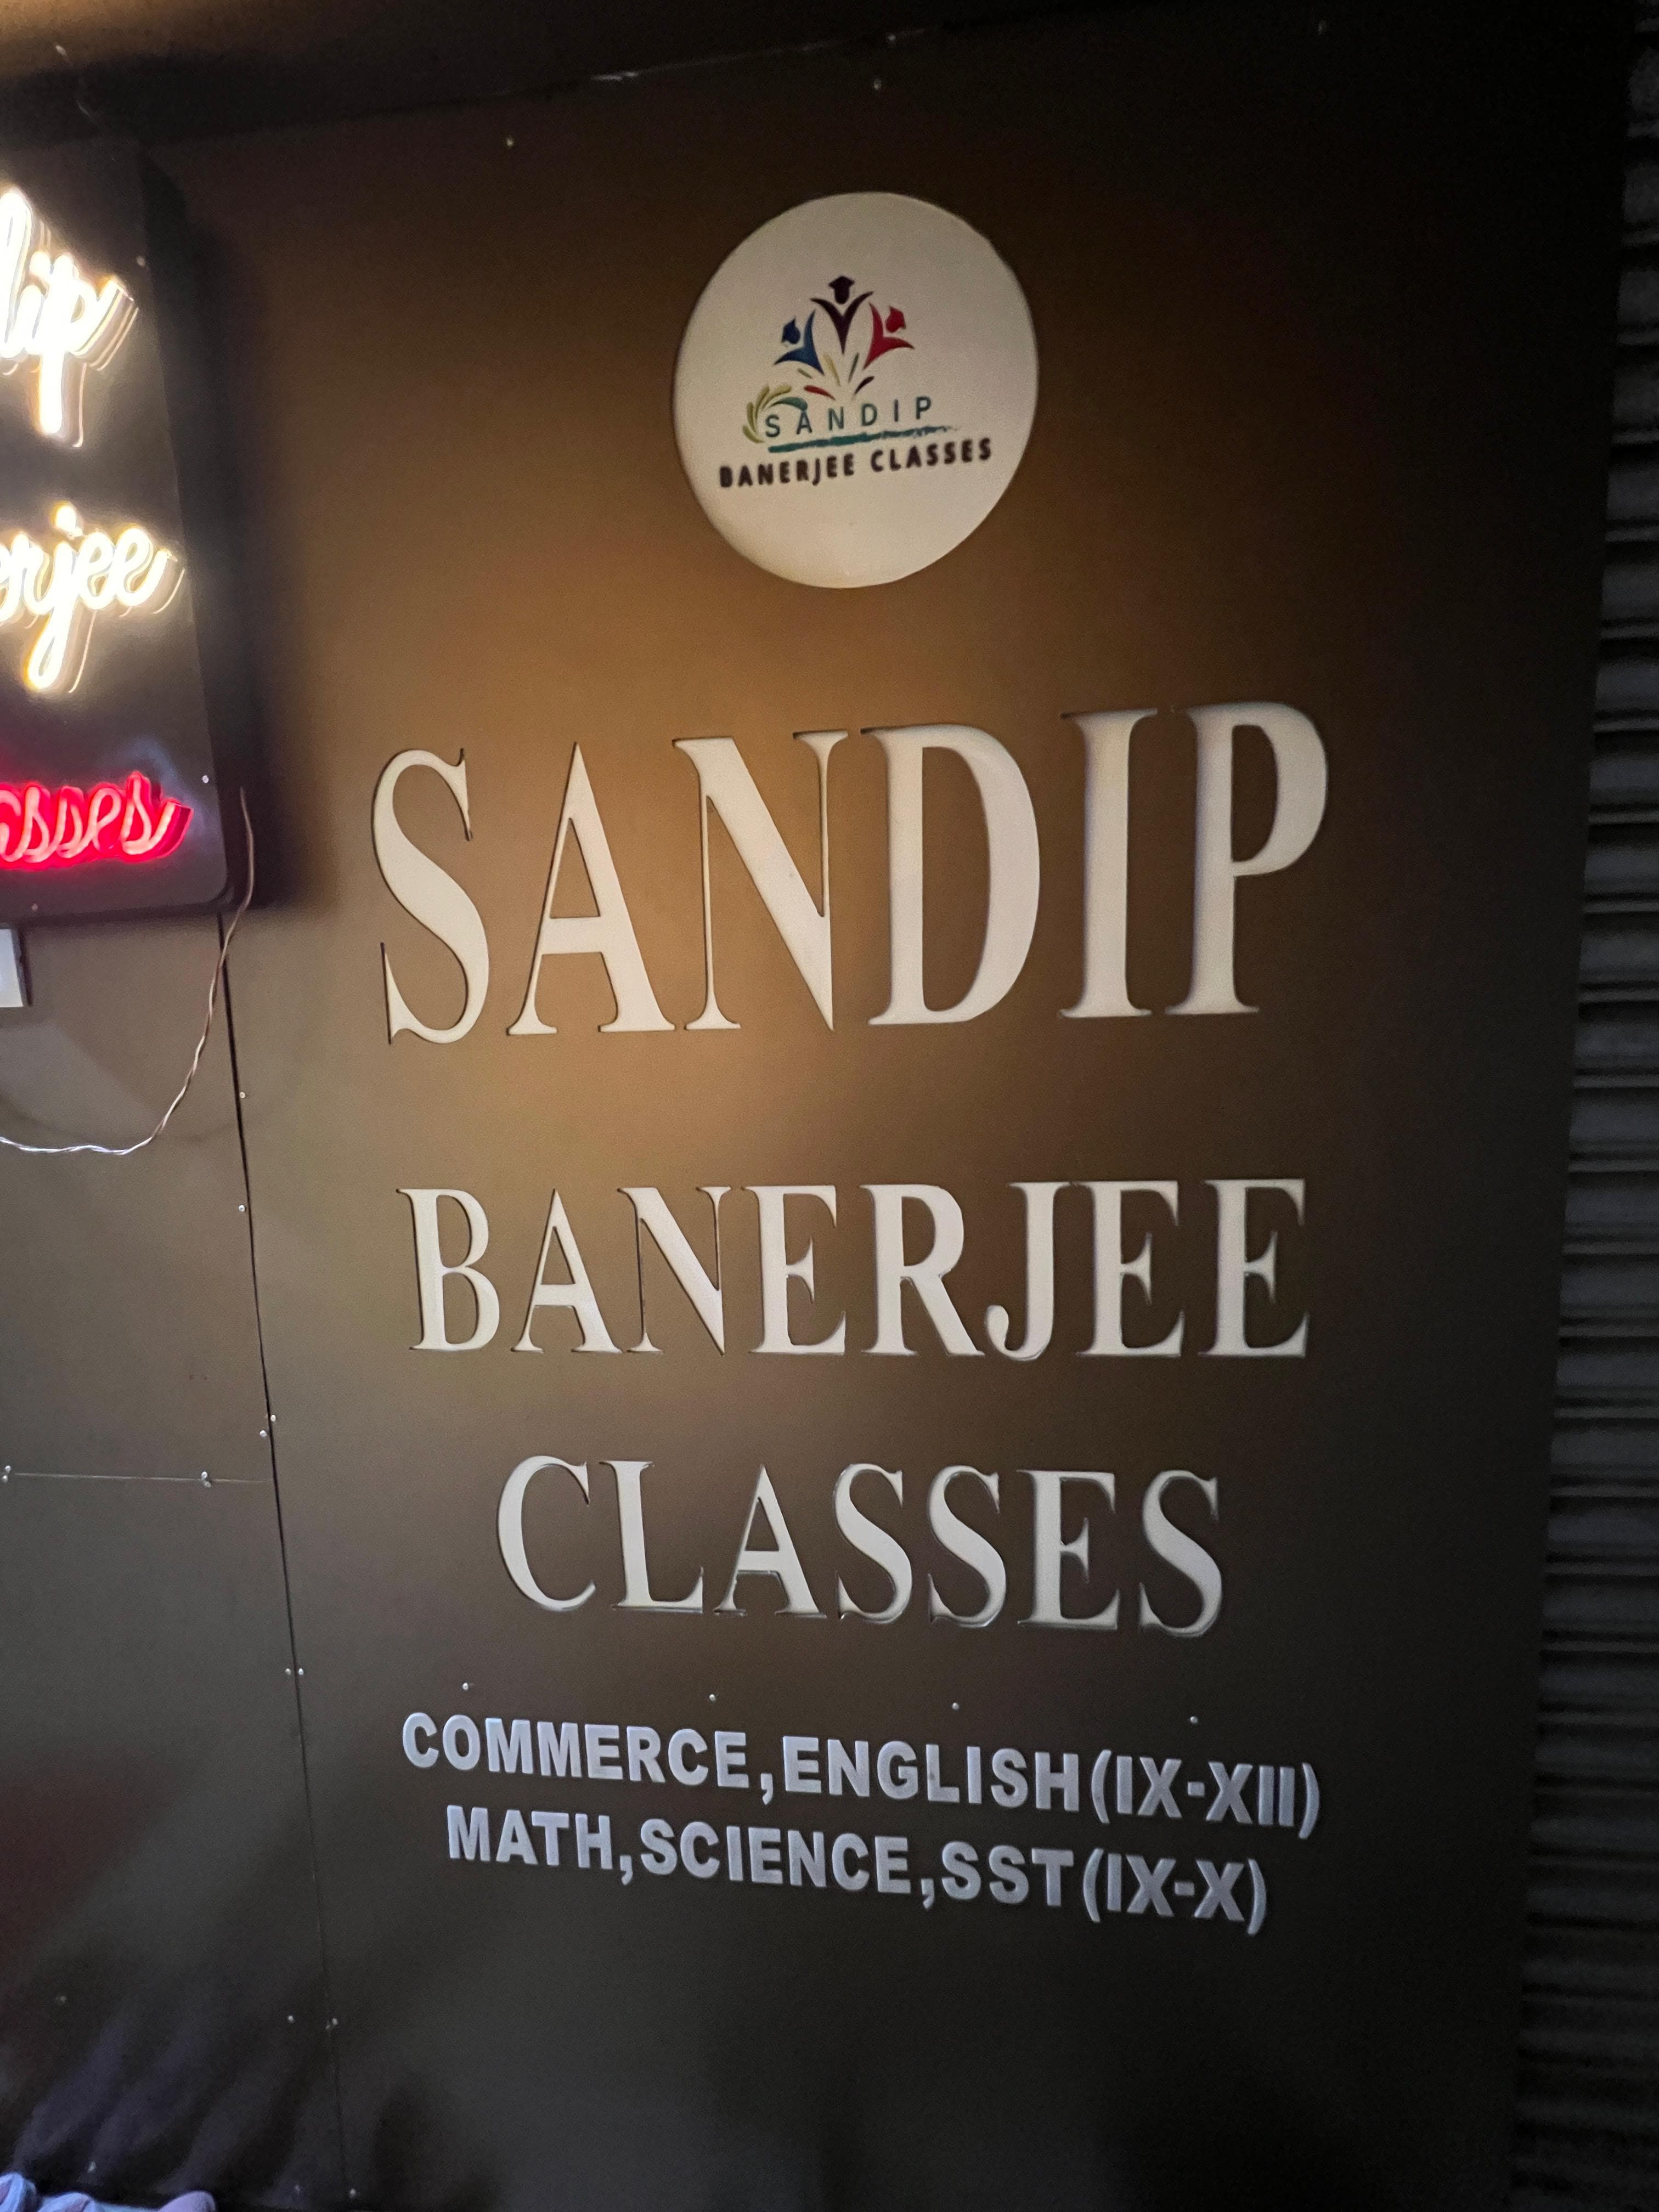 SANDIP
BANERJEE CLASSES
SANDIP
BANERJEE
CLASSES
COMMERCE,ENGLISH(IX-XII)
MATH,SCIENCE,SST(IX-X)